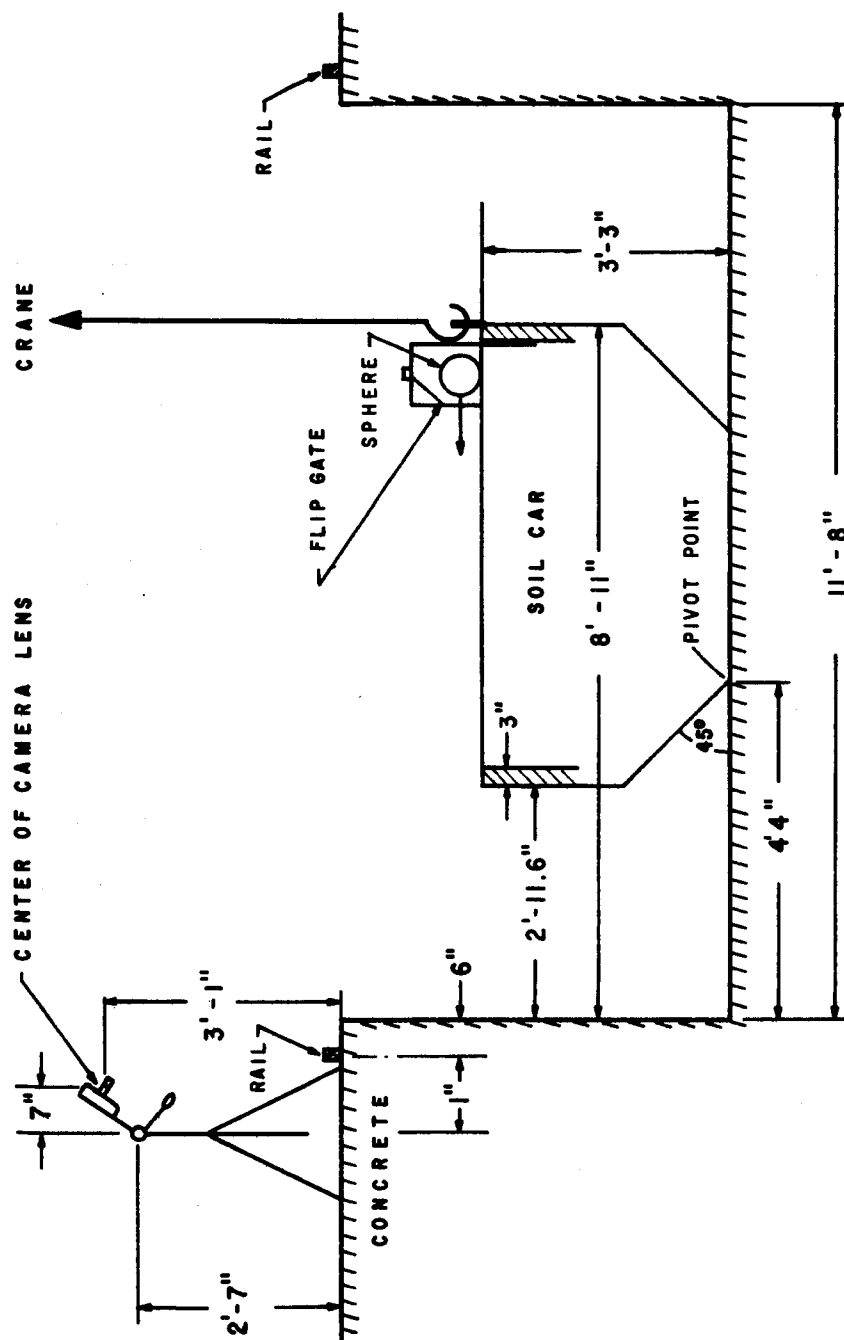 CRANE
RAIL
CENTER OF CAMERA LENS
7"
3'-1"
2'-7"
RAIL
CONCRETE
1"
6"
FLIP GATE
SPHERE
SOIL CAR
3'-3"
3"
2'-11.6"
8'-11"
PIVOT POINT
45°
4'4"
11'-8"